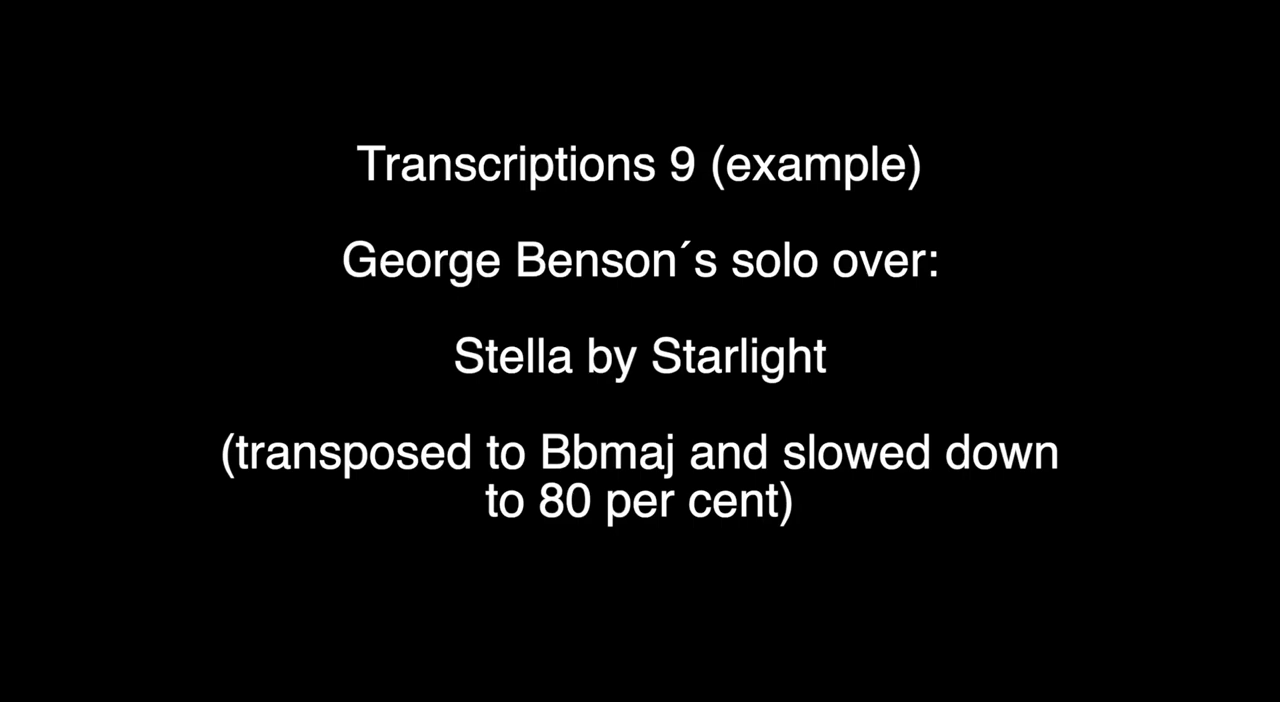 Transcriptions 9 (example)
George Benson´s solo over:
Stella by Starlight
(transposed to Bbmaj and slowed down
to 80 per cent)